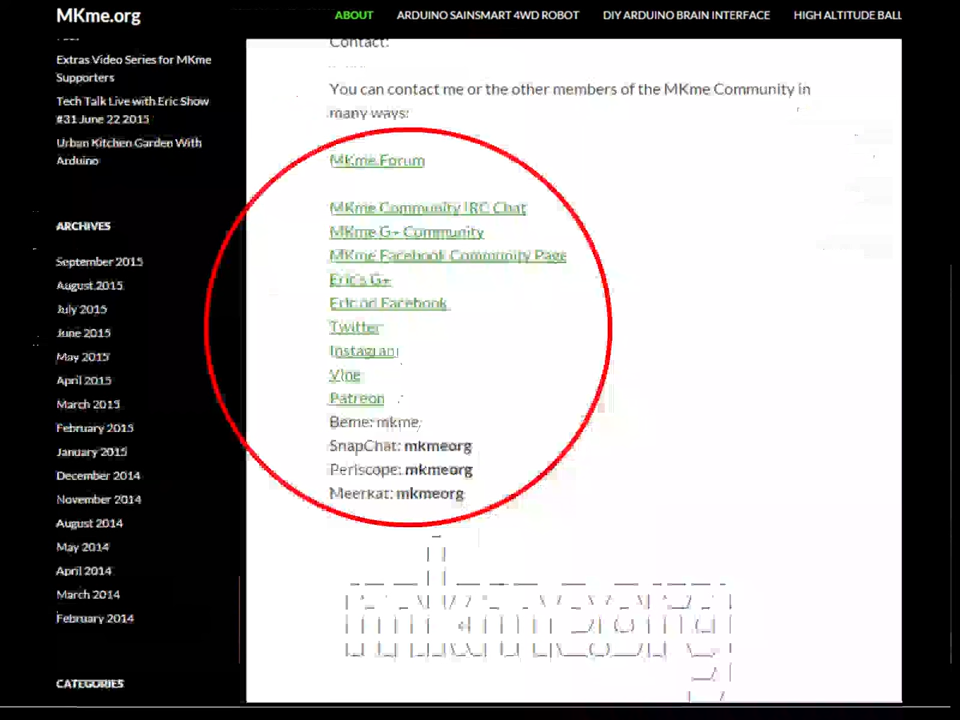 MKme.org
ABOUT ARDUINO SAINSMART 4WD ROBOT DIY ARDUINO BRAIN INTERFACE HIGH ALTITUDE BALL
Extras Video Series for MKme
Supporters
Tech Talk Live with Eric Show
#31 June 22 2015
Urban Kitchen Garden With
Arduino
ARCHIVES
September 2015
August 2015
July 2015
June 2015
May 2015
April 2015
March 2015
February 2015
January 2015
December 2014
November 2014
August 2014
May 2014
April 2014
March 2014
February 2014
CATEGORIES
Contact:
You can contact me or the other members of the MKme Community in
many ways:
MKme Forum
MKme Community IRC Chat
MKme G+ Community
MKme Facebook Community Page
Eric's G+
Eric on Facebook
Twitter
Instagram
Vine
Patreon
Beme: mkme
SnapChat: mkmeorg
Periscope: mkmeorg
Meerkat: mkmeorg
mkmeorg